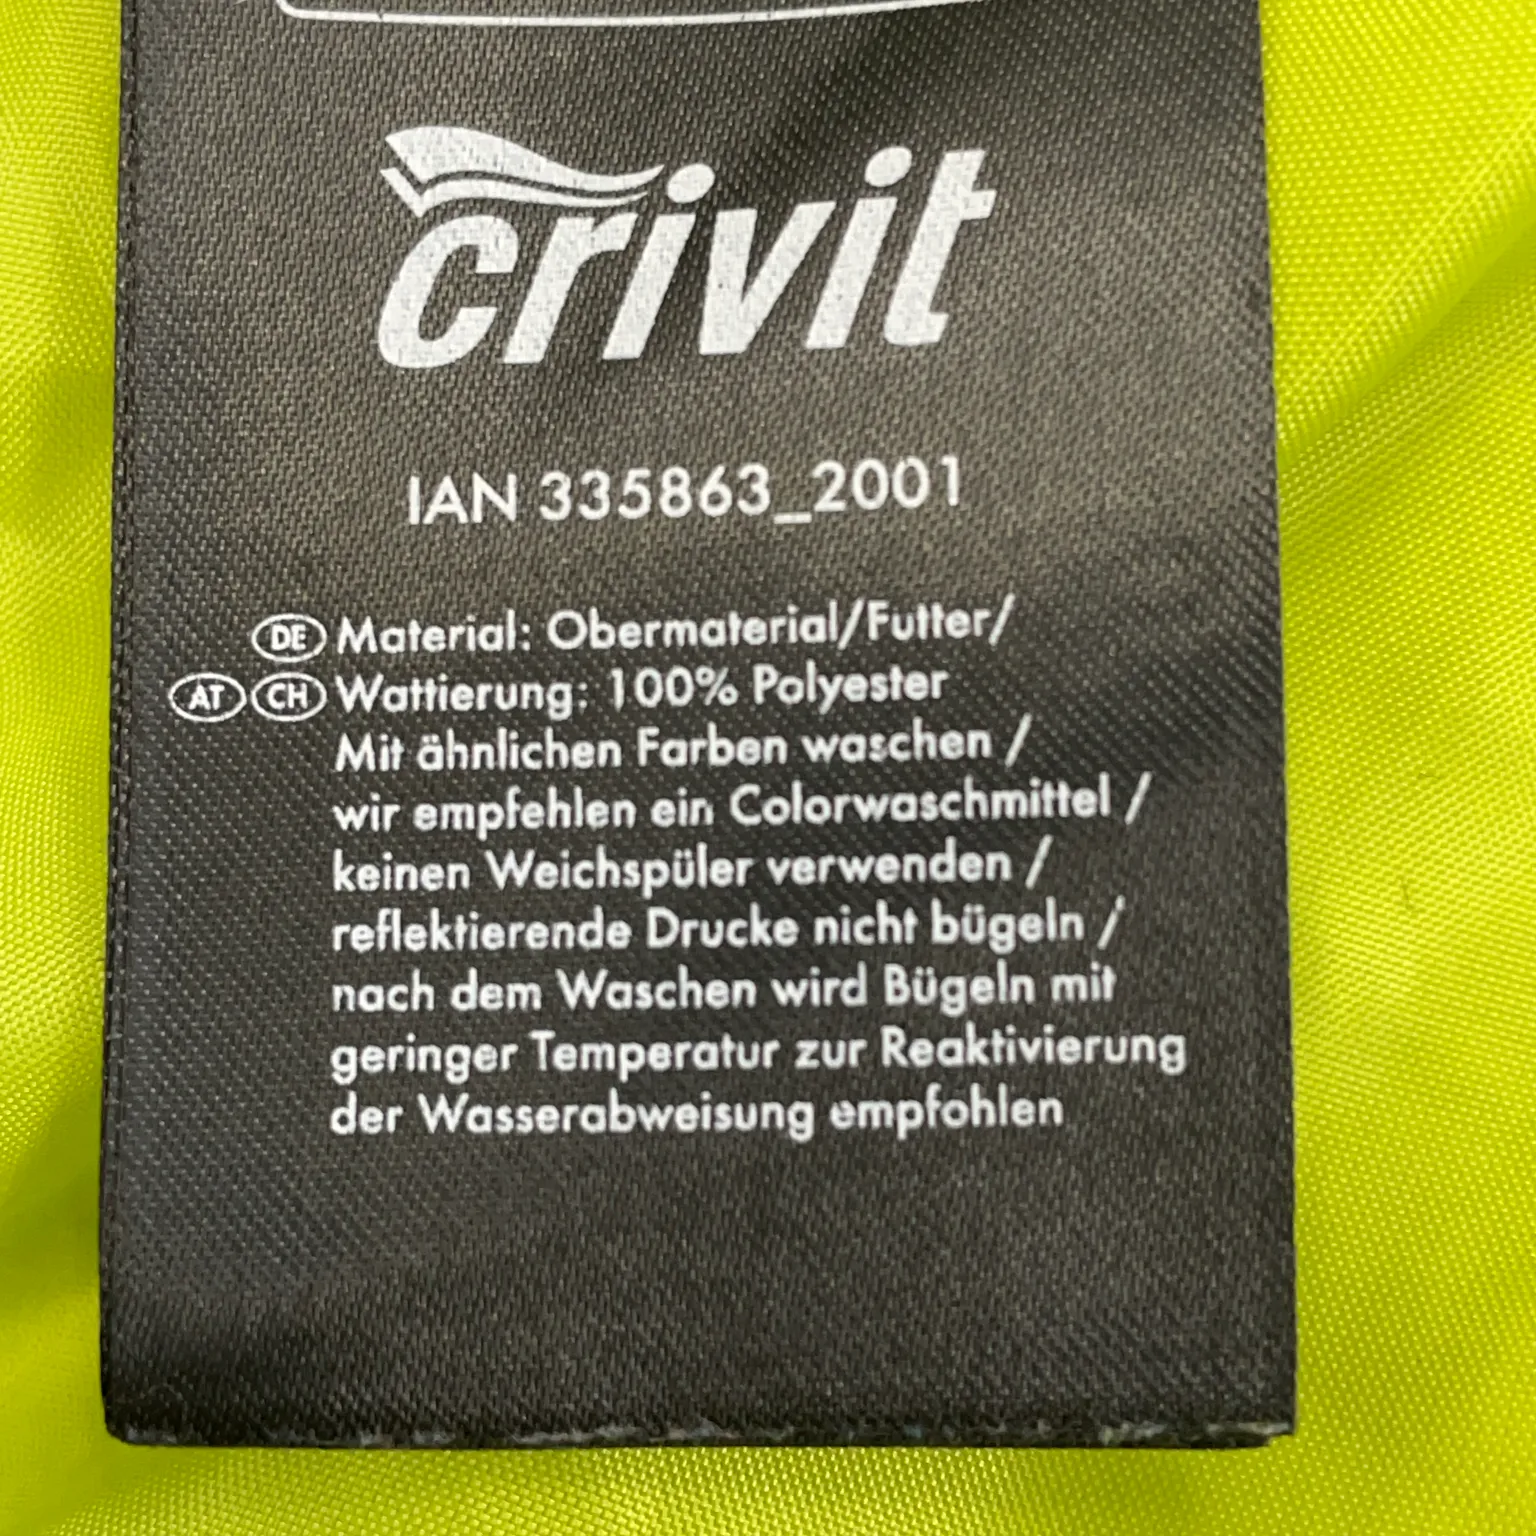 crivit
IAN 335863_2001
DE Material: Obermaterial/Futter/
AT CH Wattierung: 100% Polyester
Mit ähnlichen Farben waschen /
wir empfehlen ein Colorwaschmittel /
keinen Weichspüler verwenden /
reflektierende Drucke nicht bügeln /
nach dem Waschen wird Bügeln mit
geringer Temperatur zur Reaktivierung
der Wasserabweisung empfohlen